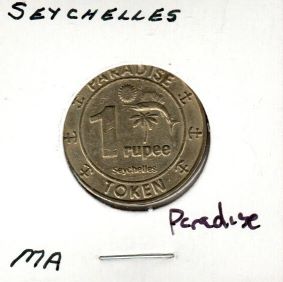 SEYCHELLES
PARADISE
1
rupee
seychelles
TOKEN
Paradise
MA